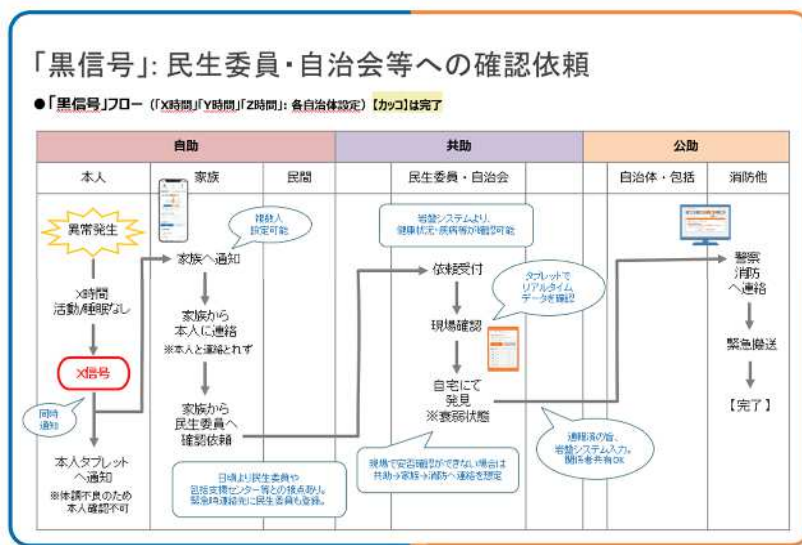 「黒信号」: 民生委員・自治会等への確認依頼
●「黒信号」フロー (「X時間」「Y時間」「Z時間」: 各自治体設定) 【カッコ】は完了
自助
共助
公助
本人
家族
民間
民生委員・自治会
自治体・包括
消防他
異常発生
X時間
活動/睡眠なし
X信号
同時
通知
本人タブレット
へ通知
※体調不良のため
本人確認不可
複数人
設定可能
家族へ通知
家族から
本人に連絡
※本人と連絡とれず
家族から
民生委員へ
確認依頼
日頃より民生委員や
包括支援センター等との接点あり。
緊急時連絡先に民生委員も登録。
岩盤システムより、
健康状況・疾病等が確認可能
依頼受付
タブレットで
リアルタイム
データを確認
現場確認
自宅にて
発見
※衰弱状態
現場で安否確認ができない場合は
共助→家族→消防へ連絡を想定
通報済の旨、
岩盤システム入力。
関係者共有OK
警察
消防
へ連絡
緊急搬送
【完了】